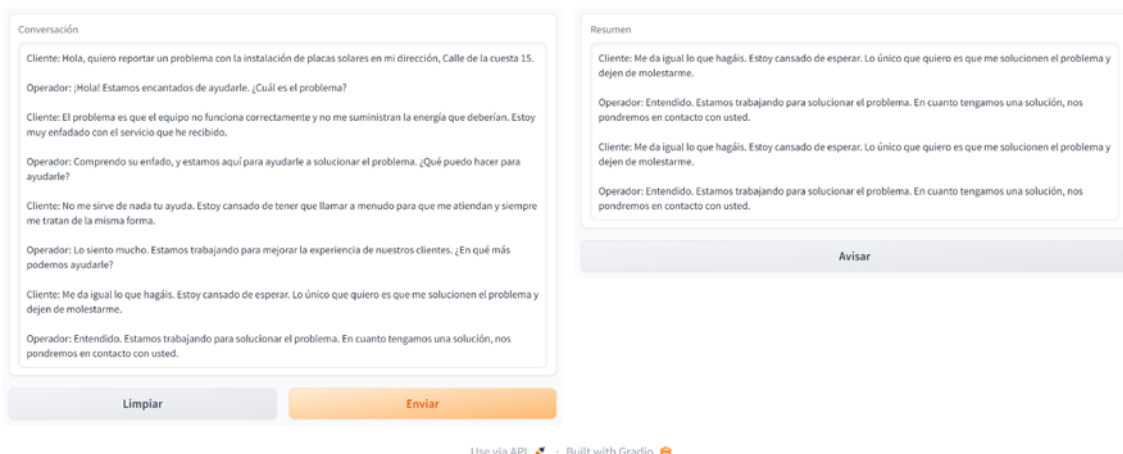 Conversación
Cliente: Hola, quiero reportar un problema con la instalación de placas solares en mi dirección, Calle de la cuesta 15.
Operador: ¡Hola! Estamos encantados de ayudarle. ¿Cuál es el problema?
Cliente: El problema es que el equipo no funciona correctamente y no me suministran la energía que deberían. Estoy
muy enfadado con el servicio que he recibido.
Operador: Comprendo su enfado, y estamos aquí para ayudarle a solucionar el problema. ¿Qué puedo hacer para
ayudarle?
Cliente: No me sirve de nada tu ayuda. Estoy cansado de tener que llamar a menudo para que me atiendan y siempre
me tratan de la misma forma.
Operador: Lo siento mucho. Estamos trabajando para mejorar la experiencia de nuestros clientes. ¿En qué más
podemos ayudarle?
Cliente: Me da igual lo que hagáis. Estoy cansado de esperar. Lo único que quiero es que me solucionen el problema y
dejen de molestarme.
Operador: Entendido. Estamos trabajando para solucionar el problema. En cuanto tengamos una solución, nos
pondremos en contacto con usted.
Limpiar
Enviar
Resumen
Cliente: Me da igual lo que hagáis. Estoy cansado de esperar. Lo único que quiero es que me solucionen el problema y
dejen de molestarme.
Operador: Entendido. Estamos trabajando para solucionar el problema. En cuanto tengamos una solución, nos
pondremos en contacto con usted.
Cliente: Me da igual lo que hagáis. Estoy cansado de esperar. Lo único que quiero es que me solucionen el problema y
dejen de molestarme.
Operador: Entendido. Estamos trabajando para solucionar el problema. En cuanto tengamos una solución, nos
pondremos en contacto con usted.
Avisar
Use via API · Built with Gradio